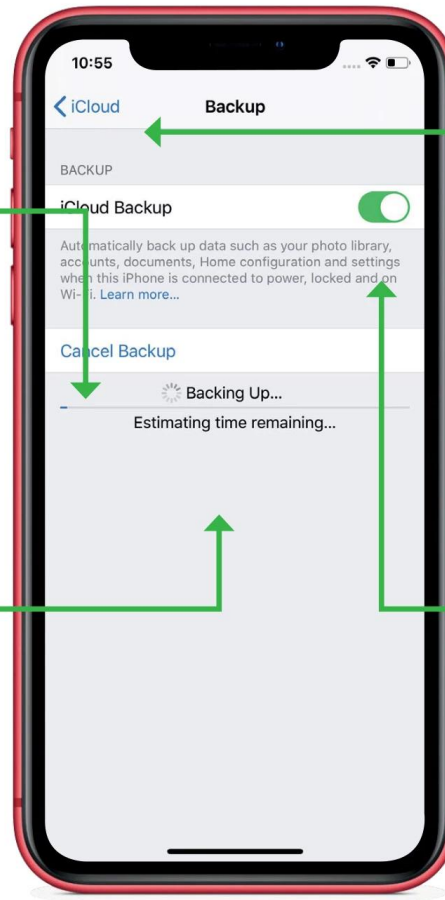 10:55
iCloud Backup
BACKUP
iCloud Backup
Automatically back up data such as your photo library,
accounts, documents, Home configuration and settings
when this iPhone is connected to power, locked and on
Wi-Fi. Learn more...
Cancel Backup
Backing Up...
Estimating time remaining...